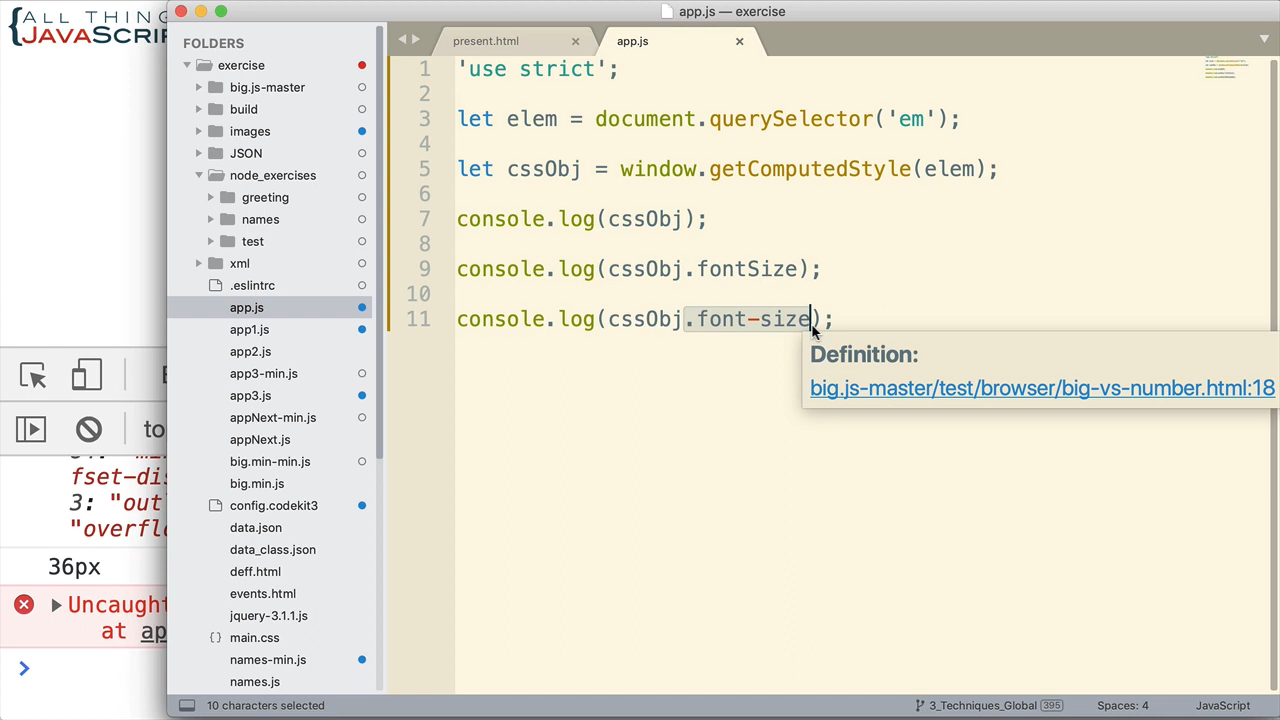 ALL THING
JAVASCRI
app.js — exercise
FOLDERS
exercise
big.js-master
build
images
JSON
node_exercises
greeting
names
test
xml
.eslintrc
app.js
app1.js
app2.js
app3-min.js
app3.js
appNext-min.js
appNext.js
big.min-min.js
big.min.js
config.codekit3
data.json
data_class.json
deff.html
events.html
jquery-3.1.1.js
{} main.css
names-min.js
names.js
present.html
app.js
1 'use strict';
2
3 let elem = document.querySelector('em');
4
5 let cssObj = window.getComputedStyle(elem);
6
7 console.log(cssObj);
8
9 console.log(cssObj.fontSize);
10
11 console.log(cssObj.font-size);
Definition:
big.js-master/test/browser/big-vs-number.html:18
to
fset-dis
3: "out
"overflo
36px
Uncaught
at ap
10 characters selected
3_Techniques_Global 395
Spaces: 4
JavaScript